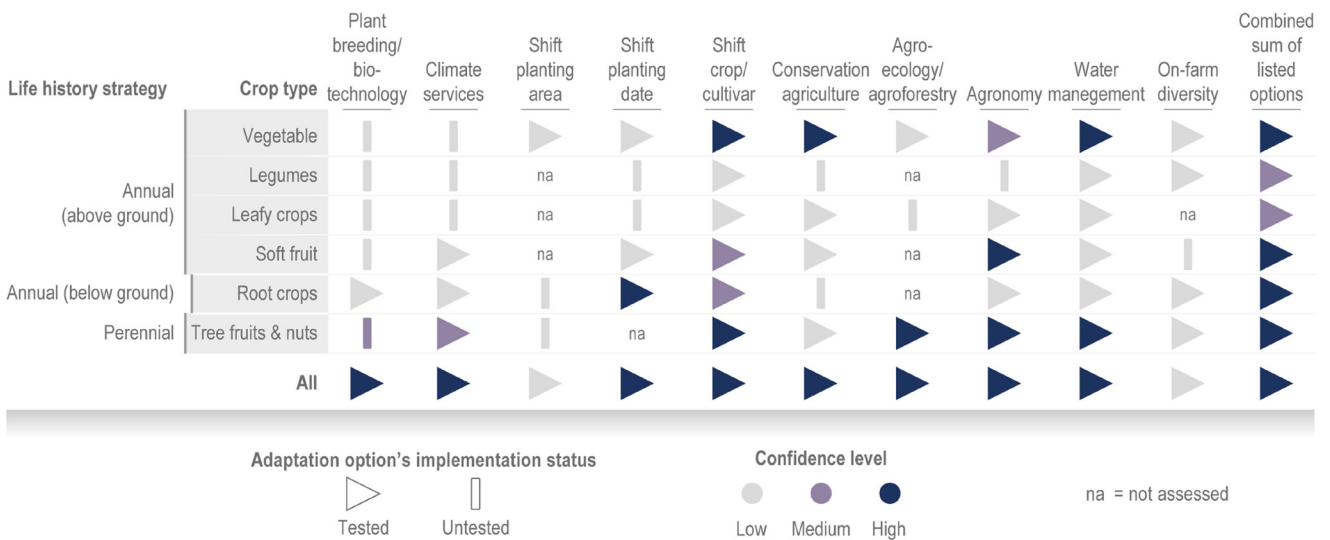 Life history strategy
Crop type
Plant
breeding/
bio-
technology
Climate
services
Shift
planting
area
Shift
planting
date
Shift
crop/
cultivar
Conservation
agriculture
Agro-
ecology/
agroforestry
Agronomy
Water
manegement
On-farm
diversity
Combined
sum of
listed
options
Annual
(above ground)
Vegetable
Legumes
na
na
Leafy crops
na
na
Soft fruit
na
na
Annual (below ground)
Root crops
na
Perennial
Tree fruits & nuts
na
All
Adaptation option's implementation status
Tested
Untested
Confidence level
Low
Medium
High
na = not assessed